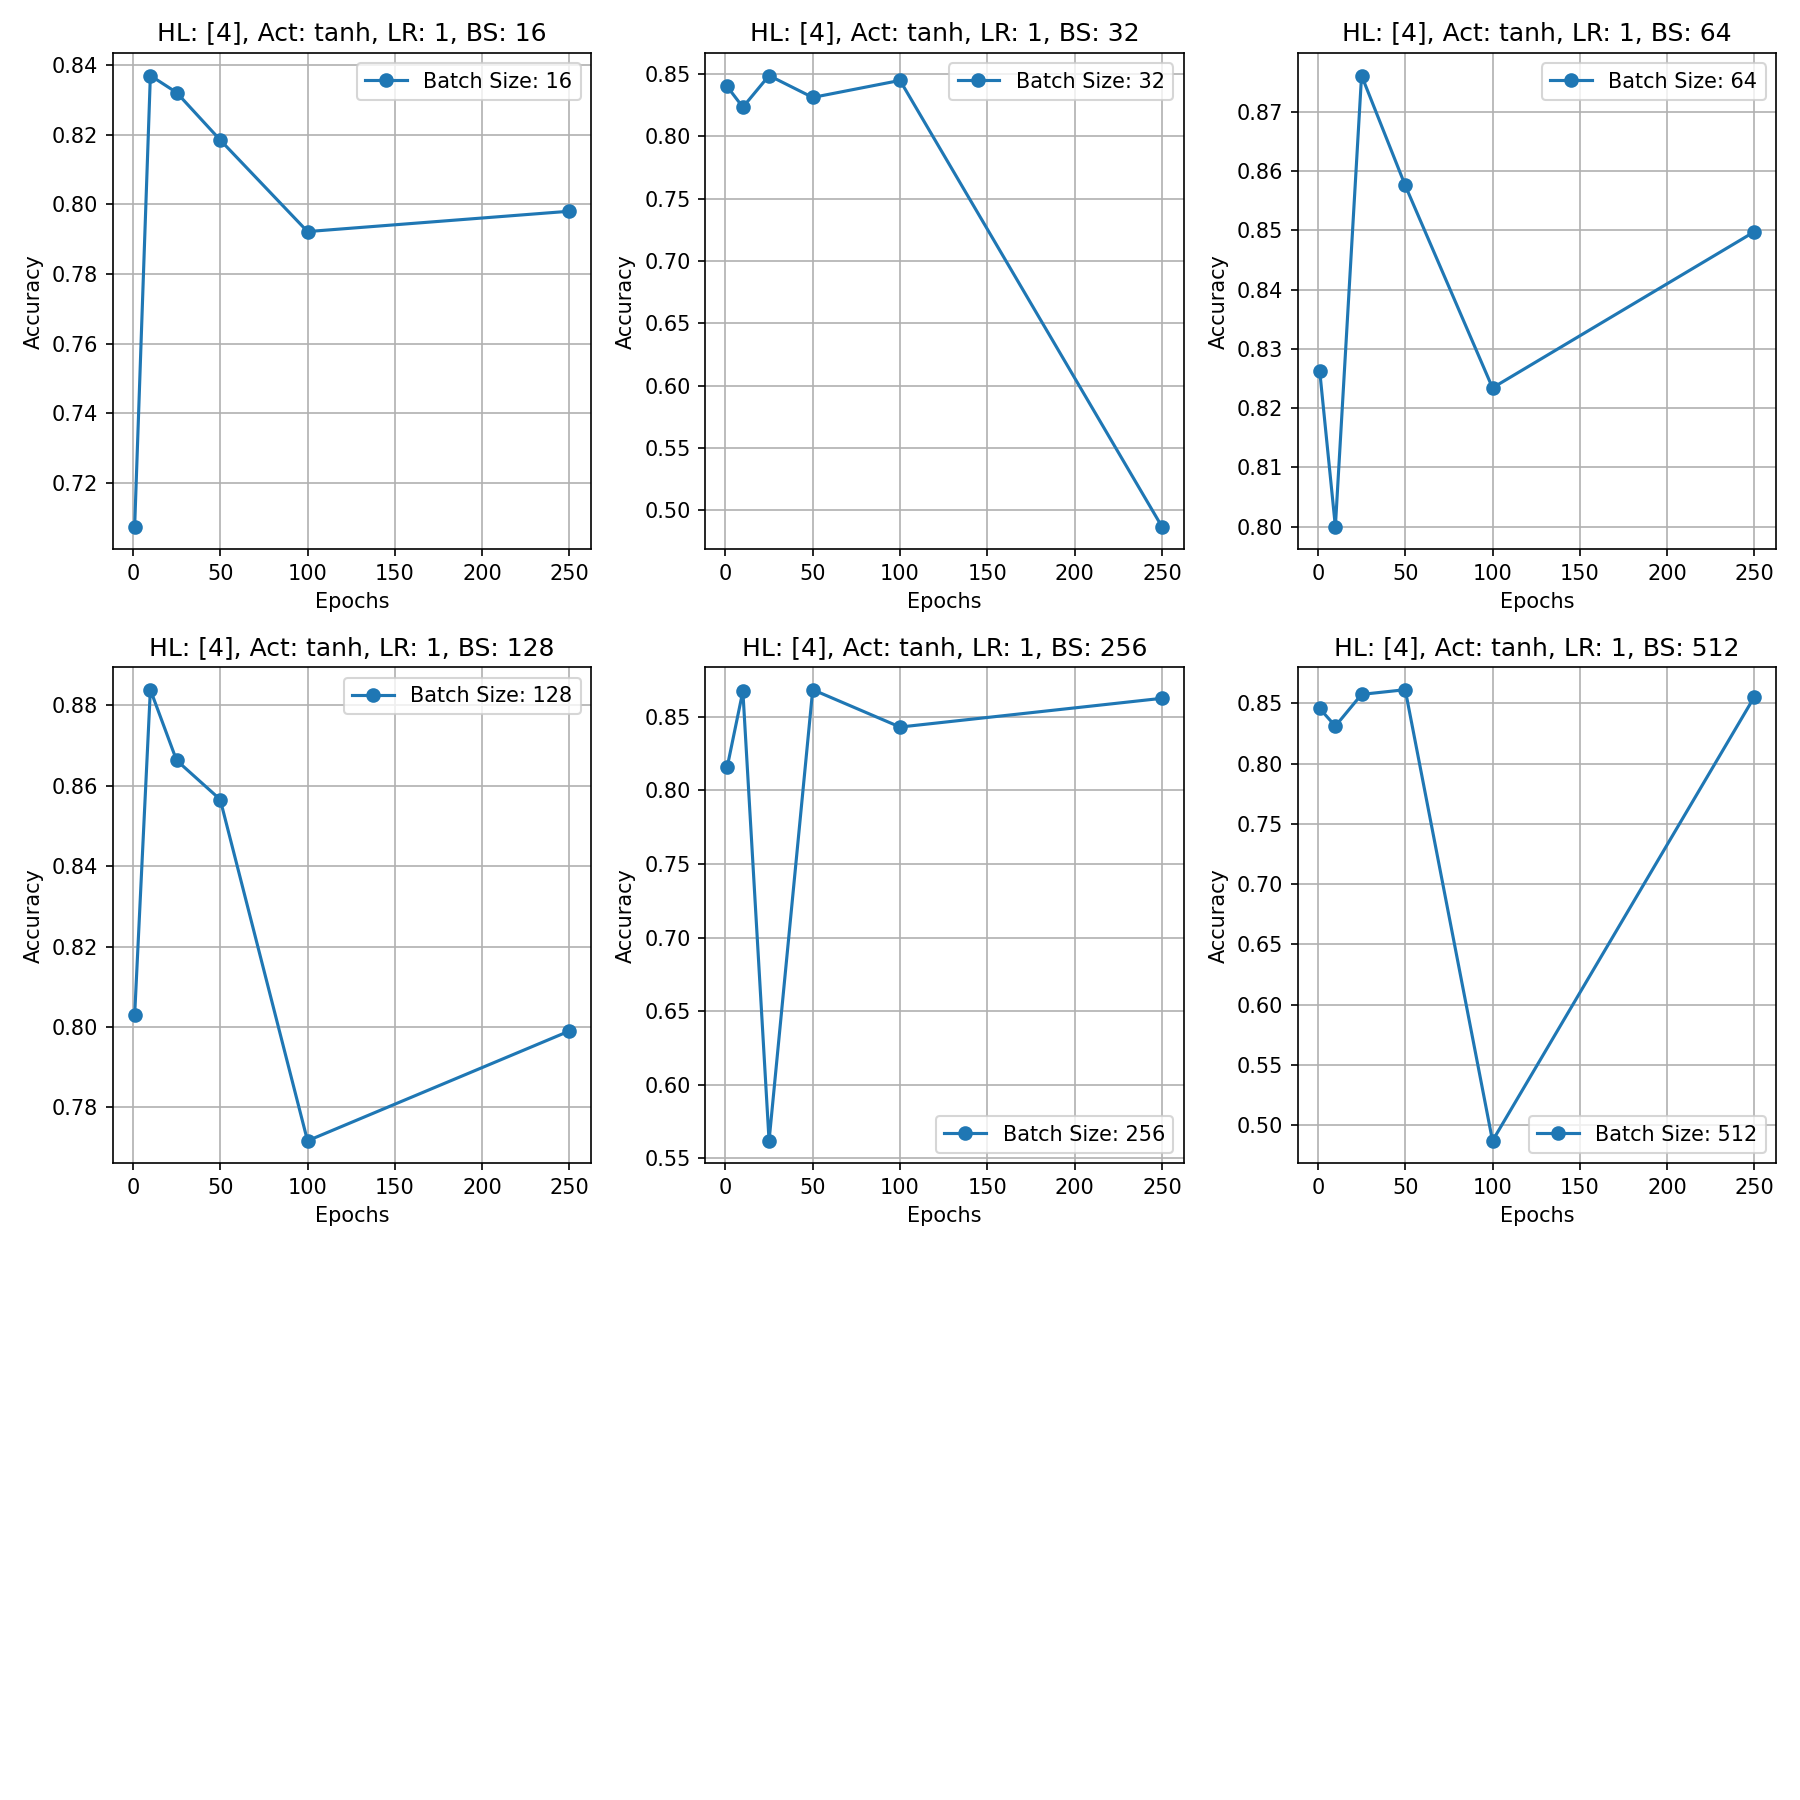 HL: [4], Act: tanh, LR: 1, BS: 16
Batch Size: 16
Accuracy
0.84
0.82
0.80
0.78
0.76
0.74
0.72
0 50 100 150 200 250
Epochs
HL: [4], Act: tanh, LR: 1, BS: 32
Batch Size: 32
Accuracy
0.85
0.80
0.75
0.70
0.65
0.60
0.55
0.50
0 50 100 150 200 250
Epochs
HL: [4], Act: tanh, LR: 1, BS: 64
Batch Size: 64
Accuracy
0.87
0.86
0.85
0.84
0.83
0.82
0.81
0.80
0 50 100 150 200 250
Epochs
HL: [4], Act: tanh, LR: 1, BS: 128
Batch Size: 128
Accuracy
0.88
0.86
0.84
0.82
0.80
0.78
0 50 100 150 200 250
Epochs
HL: [4], Act: tanh, LR: 1, BS: 256
Accuracy
0.85
0.80
0.75
0.70
0.65
0.60
0.55
Batch Size: 256
0 50 100 150 200 250
Epochs
HL: [4], Act: tanh, LR: 1, BS: 512
Accuracy
0.85
0.80
0.75
0.70
0.65
0.60
0.55
0.50
Batch Size: 512
0 50 100 150 200 250
Epochs